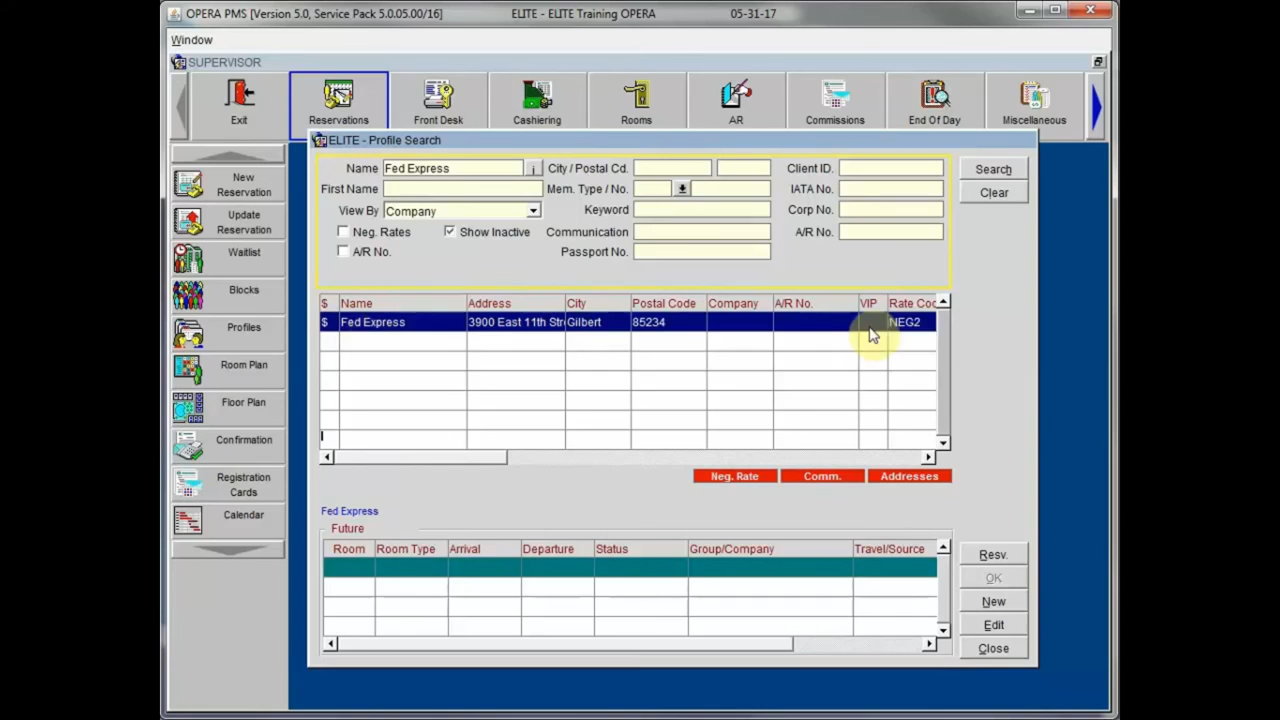 OPERA PMS [Version 5.0, Service Pack 5.0.05.00/16] ELITE - ELITE Training OPERA 05-31-17
Window
SUPERVISOR
Exit Reservations Front Desk Cashiering Rooms AR Commissions End Of Day Miscellaneous
New Reservation
Update Reservation
Waitlist
Blocks
Profiles
Room Plan
Floor Plan
Confirmation
Registration Cards
Calendar
ELITE - Profile Search
Name Fed Express i City / Postal Cd. Client ID. Search
First Name Mem. Type / No. IATA No. Clear
View By Company Keyword Corp No.
Neg. Rates Show Inactive Communication A/R No.
A/R No. Passport No.
$ Name Address City Postal Code Company A/R No. VIP Rate Coc
$ Fed Express 3900 East 11th Str Gilbert 85234 NEG2
Neg. Rate Comm. Addresses
Fed Express
Future
Room Room Type Arrival Departure Status Group/Company Travel/Source
Resv.
OK
New
Edit
Close